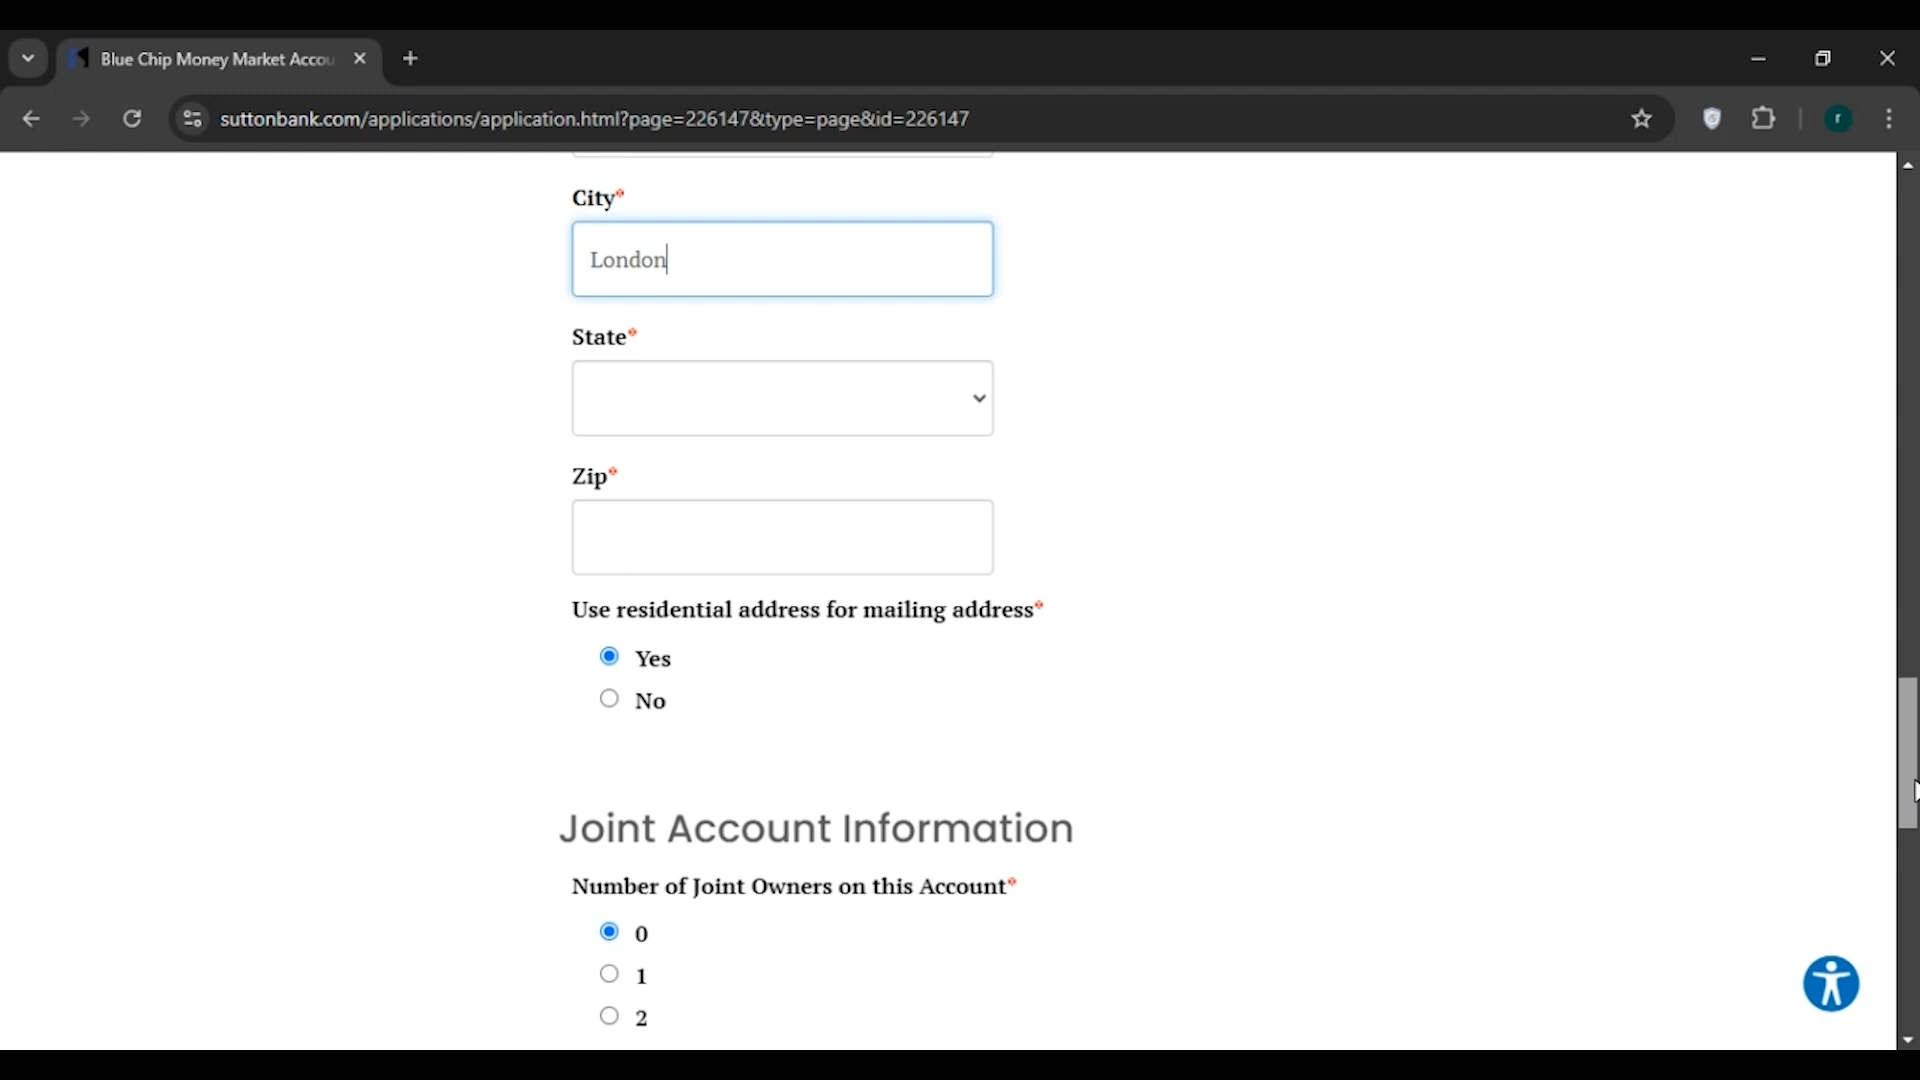 Blue Chip Money Market Accou
suttonbank.com/applications/application.html?page=226147&type=page&id=226147
r
City*
London
State*
Zip*
Use residential address for mailing address*
Yes
No
Joint Account Information
Number of Joint Owners on this Account*
0
1
2